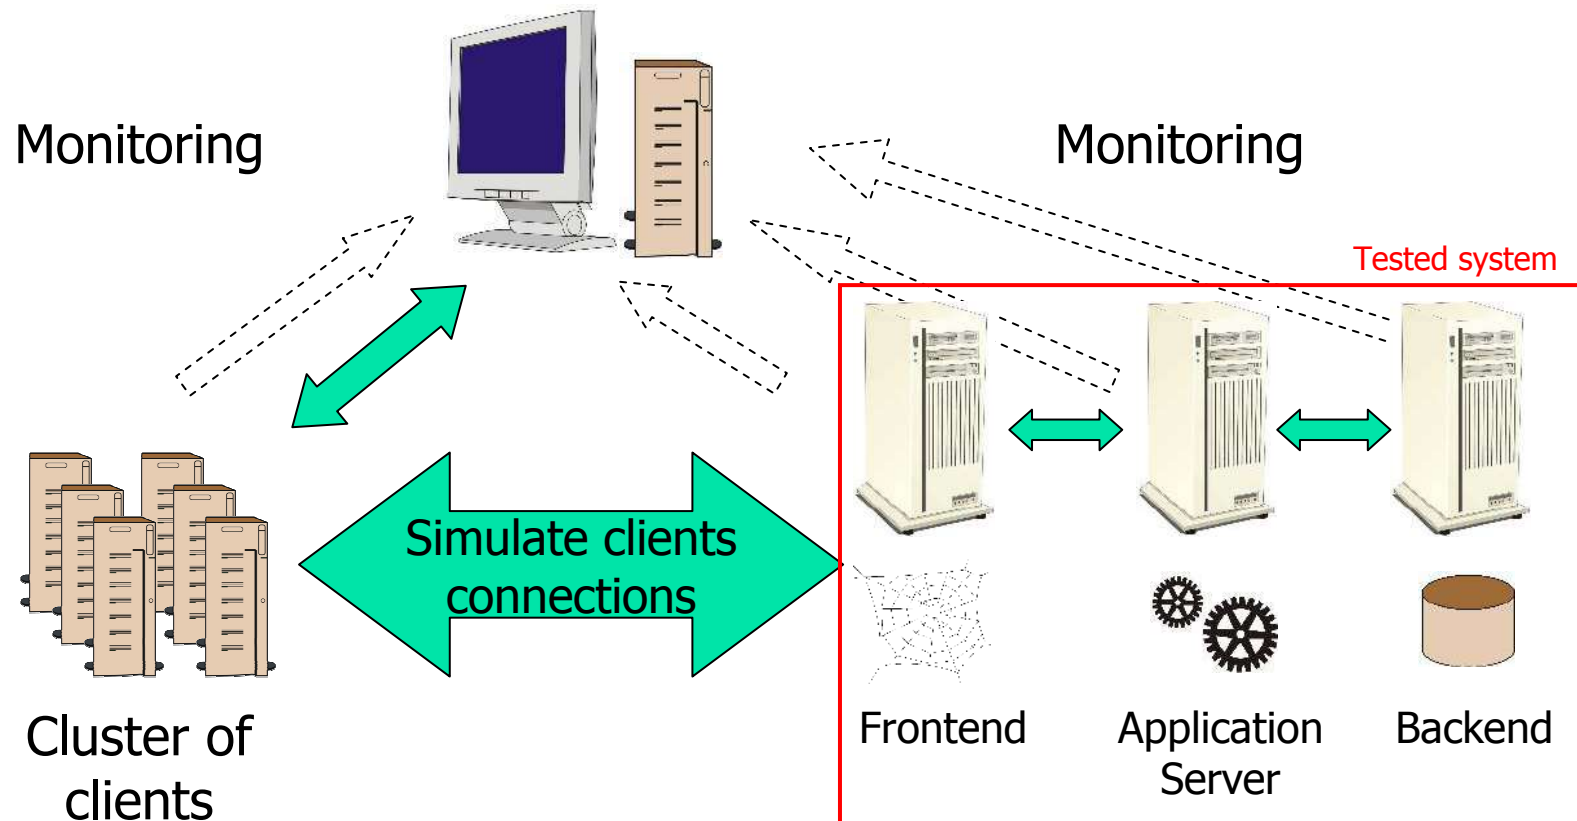 Monitoring
Monitoring
Tested system
Simulate clients
connections
Frontend
Application
Server
Backend
Cluster of
clients